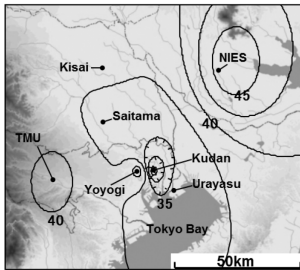 NIES
Kisai
45
40
Saitama
TMU
Kudan
Yoyogi
Urayasu
35
40
Tokyo Bay
50km